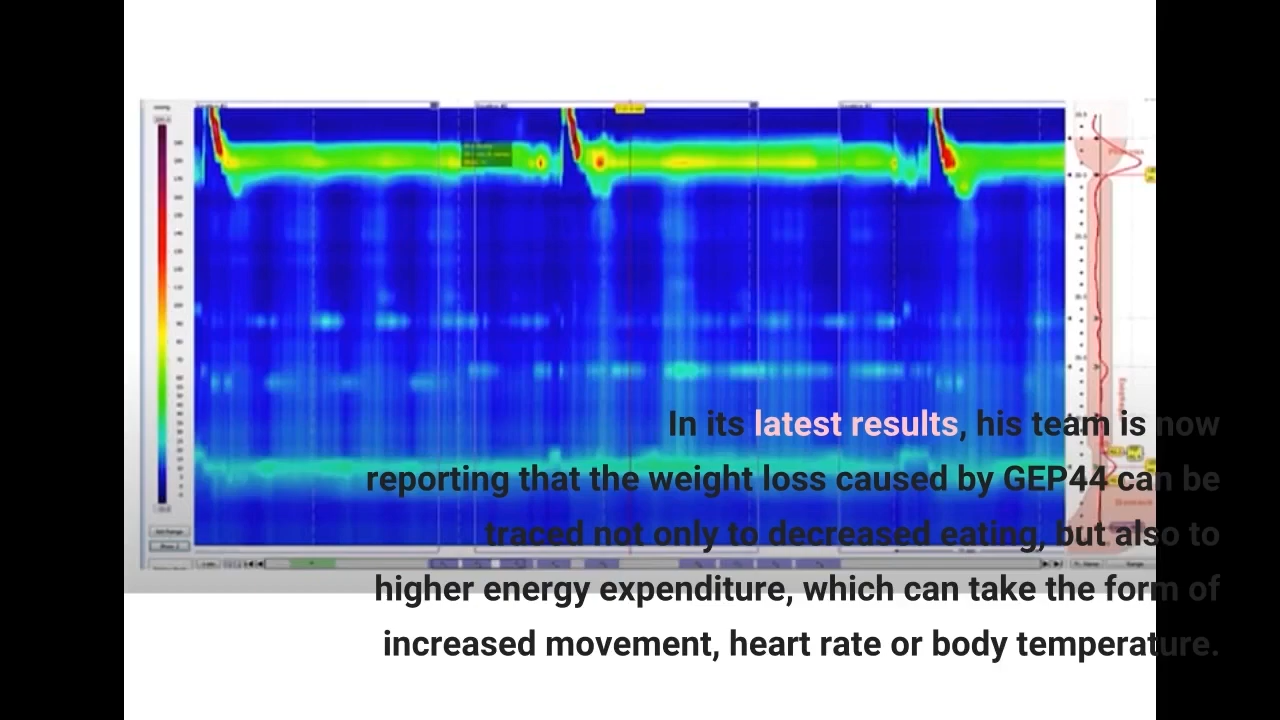 In its latest results, his team is now
reporting that the weight loss caused by GEP44 can be
traced not only to decreased eating, but also to
higher energy expenditure, which can take the form of
increased movement, heart rate or body temperature.